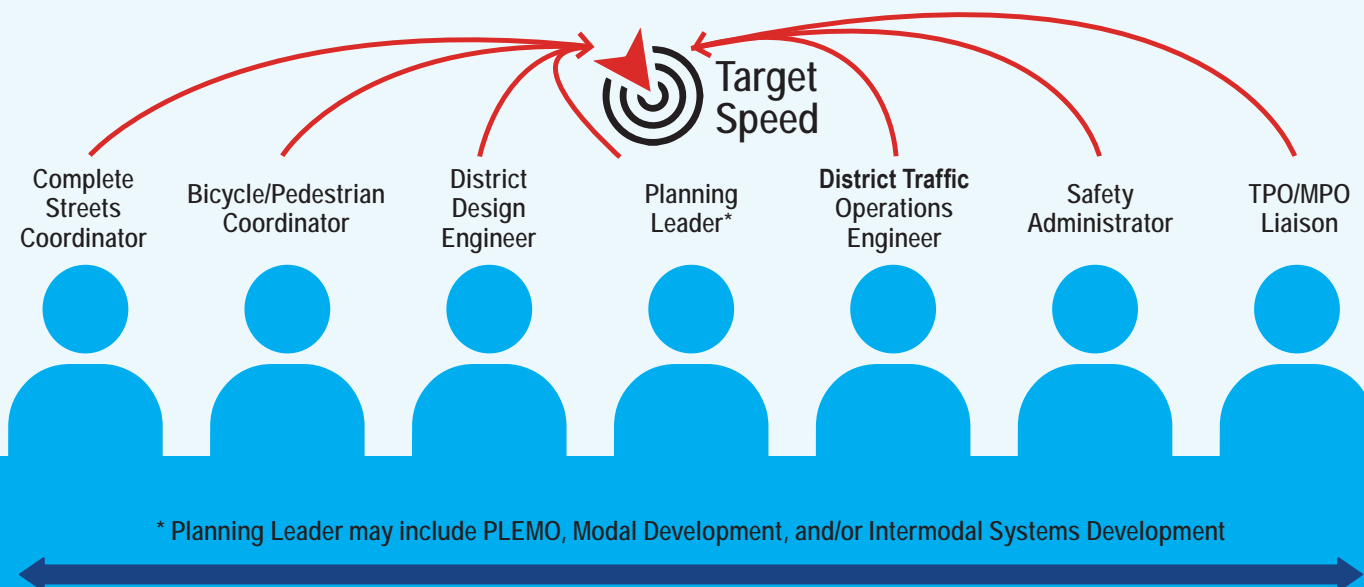 Target
Speed
Complete
Streets
Coordinator
Bicycle/Pedestrian
Coordinator
District
Design
Engineer
Planning
Leader*
District Traffic
Operations
Engineer
Safety
Administrator
TPO/MPO
Liaison
* Planning Leader may include PLEMO, Modal Development, and/or Intermodal Systems Development